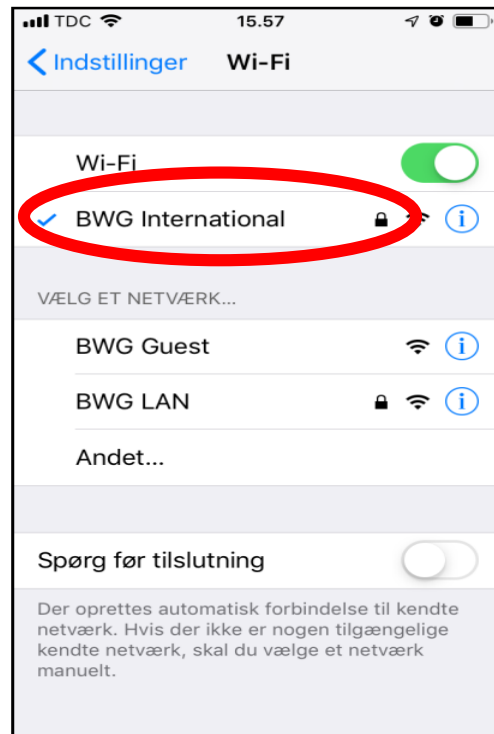 TDC 15.57
Indstillinger Wi-Fi
Wi-Fi
BWG International
VÆLG ET NETVÆRK...
BWG Guest
BWG LAN
Andet...
Spørg før tilslutning
Der oprettes automatisk forbindelse til kendte
netværk. Hvis der ikke er nogen tilgængelige
kendte netværk, skal du vælge et netværk
manuelt.